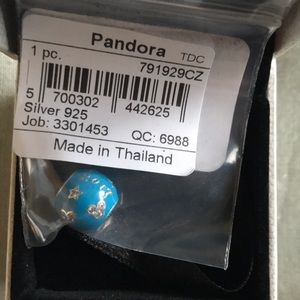 Pandora TDC
1 pc. 791929CZ
5 700302 442625
Silver 925
Job: 3301453 QC: 6988
Made in Thailand